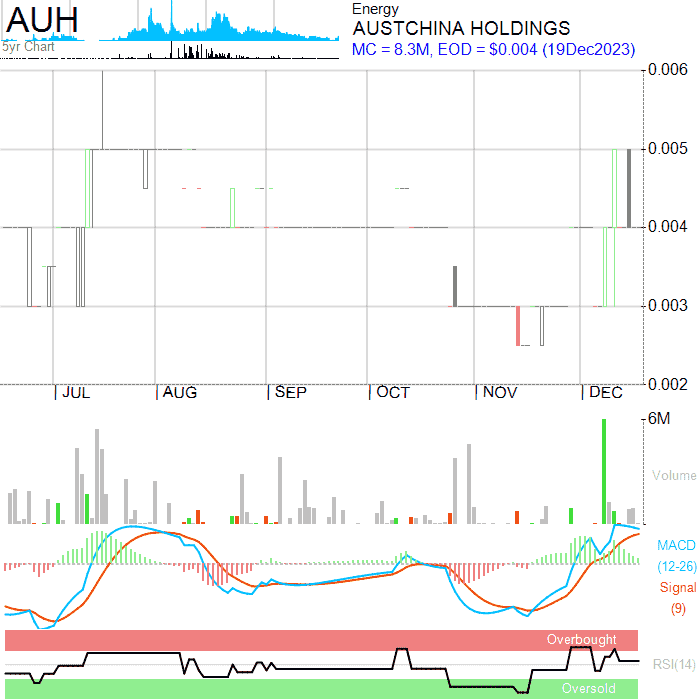 AUH
5yr Chart
Energy
AUSTCHINA HOLDINGS
MC = 8.3M, EOD = $0.004 (19Dec2023)
0.006
0.005
0.004
0.003
0.002
JUL AUG SEP OCT NOV DEC
6M
Volume
MACD
(12-26)
Signal
(9)
Overbought
RSI(14)
Oversold